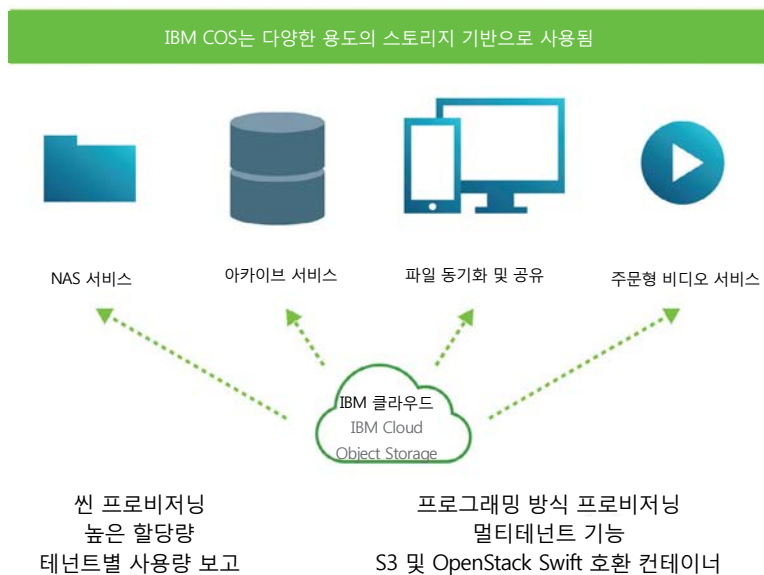 IBM COS는 다양한 용도의 스토리지 기반으로 사용됨
NAS 서비스
아카이브 서비스
파일 동기화 및 공유
주문형 비디오 서비스
IBM 클라우드
IBM Cloud
Object Storage
씬 프로비저닝
높은 할당량
테넌트별 사용량 보고
프로그래밍 방식 프로비저닝
멀티테넌트 기능
S3 및 OpenStack Swift 호환 컨테이너